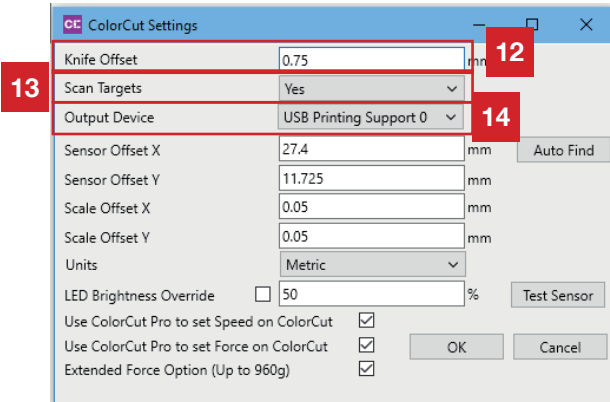 CE ColorCut Settings
Knife Offset 0.75 mm 12
13 Scan Targets Yes
Output Device USB Printing Support 0 14
Sensor Offset X 27.4 mm Auto Find
Sensor Offset Y 11.725 mm
Scale Offset X 0.05 mm
Scale Offset Y 0.05 mm
Units Metric
LED Brightness Override 50 % Test Sensor
Use ColorCut Pro to set Speed on ColorCut
Use ColorCut Pro to set Force on ColorCut OK Cancel
Extended Force Option (Up to 960g)